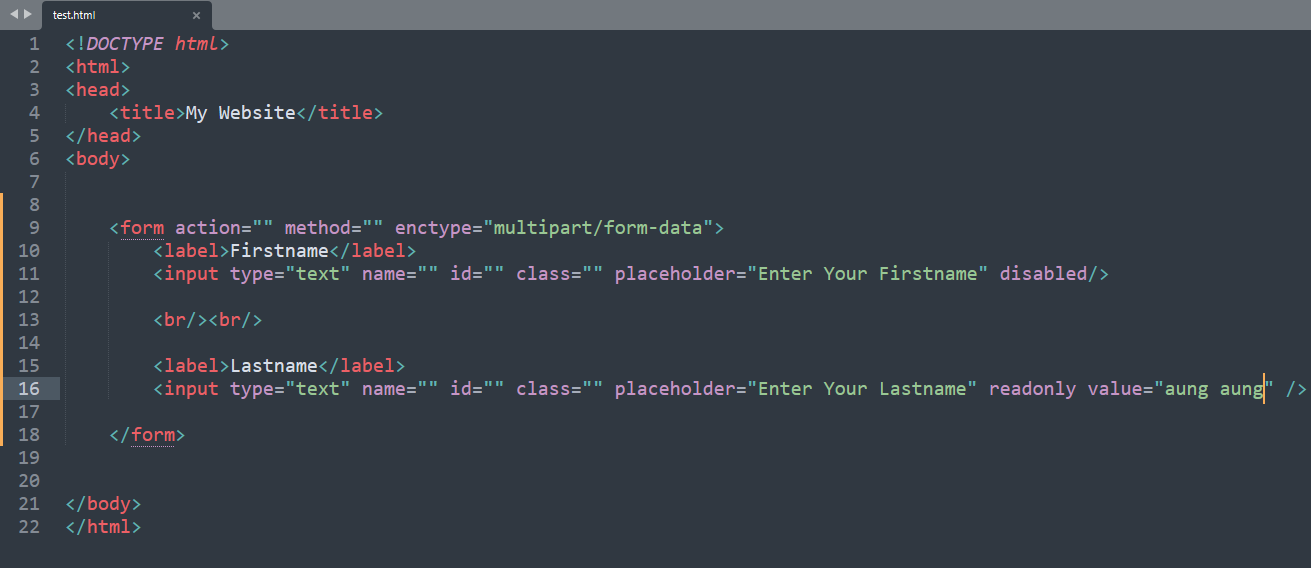 test.html
1 <!DOCTYPE html>
2 <html>
3 <head>
4     <title>My Website</title>
5 </head>
6 <body>
7
8
9     <form action="" method="" enctype="multipart/form-data">
10         <label>Firstname</label>
11         <input type="text" name="" id="" class="" placeholder="Enter Your Firstname" disabled/>
12
13         <br/><br/>
14
15         <label>Lastname</label>
16         <input type="text" name="" id="" class="" placeholder="Enter Your Lastname" readonly value="aung aung" />
17
18     </form>
19
20
21 </body>
22 </html>